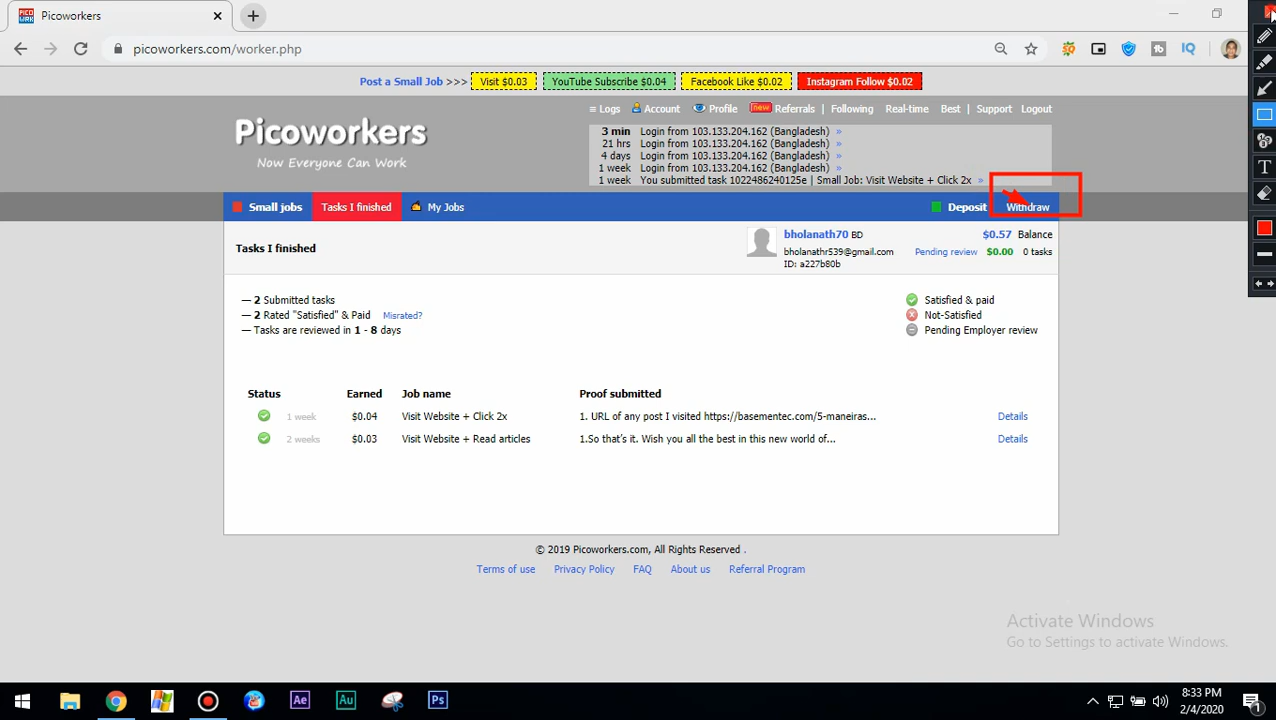 Picoworkers
picoworkers.com/worker.php
Post a Small Job >>> Visit $0.03 YouTube Subscribe $0.04 Facebook Like $0.02 Instagram Follow $0.02
≡ Logs Account Profile new Referrals Following Real-time Best Support Logout
Picoworkers
Now Everyone Can Work
3 min Login from 103.133.204.162 (Bangladesh) »
21 hrs Login from 103.133.204.162 (Bangladesh) »
4 days Login from 103.133.204.162 (Bangladesh) »
1 week Login from 103.133.204.162 (Bangladesh) »
1 week You submitted task 1022486240125e | Small Job: Visit Website + Click 2x »
Small jobs Tasks I finished My Jobs Deposit Withdraw
Tasks I finished
bholanath70 BD $0.57 Balance
bholanathr539@gmail.com Pending review $0.00 0 tasks
ID: a227b80b
— 2 Submitted tasks
— 2 Rated "Satisfied" & Paid Misrated?
— Tasks are reviewed in 1 - 8 days
Satisfied & paid
Not-Satisfied
Pending Employer review
Status Earned Job name Proof submitted
1 week $0.04 Visit Website + Click 2x 1. URL of any post I visited https://basementec.com/5-maneiras... Details
2 weeks $0.03 Visit Website + Read articles 1.So that's it. Wish you all the best in this new world of... Details
© 2019 Picoworkers.com, All Rights Reserved .
Terms of use Privacy Policy FAQ About us Referral Program
Activate Windows
Go to Settings to activate Windows.
Ae Au Ps
8:33 PM
2/4/2020
1